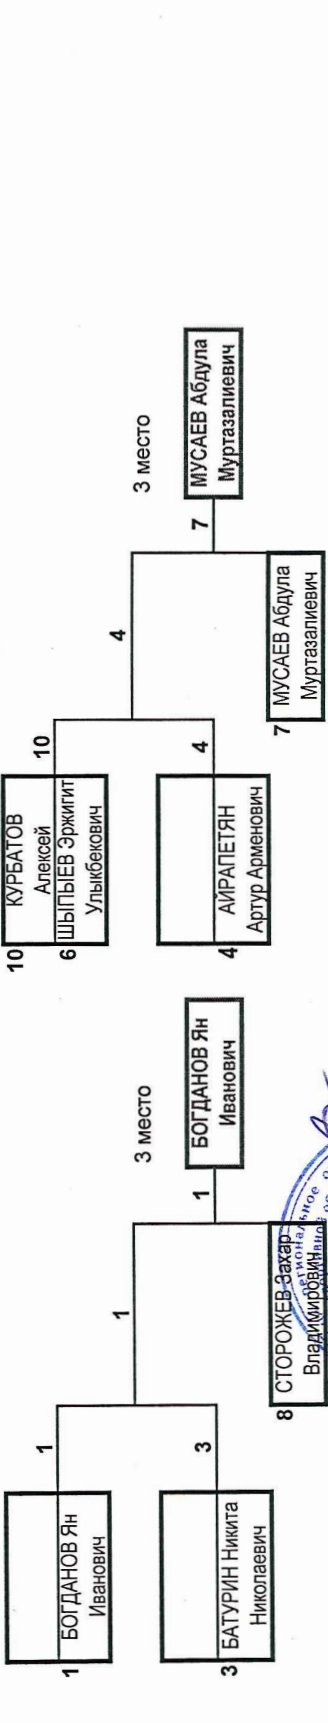 1
БОГДАНОВ Ян
Иванович
1
3
БАТУРИН Никита
Николаевич
3
1
8
СТОРОЖЕВ Захар
Владимирович
1
3 место
БОГДАНОВ Ян
Иванович
региональное
10
КУРБАТОВ
Алексей
6
ШЫПЫЕВ Эржигит
Улыкбекович
10
4
АЙРАПЕТЯН
Артур Арменович
4
4
7
МУСАЕВ Абдула
Муртазалиевич
7
3 место
МУСАЕВ Абдула
Муртазалиевич